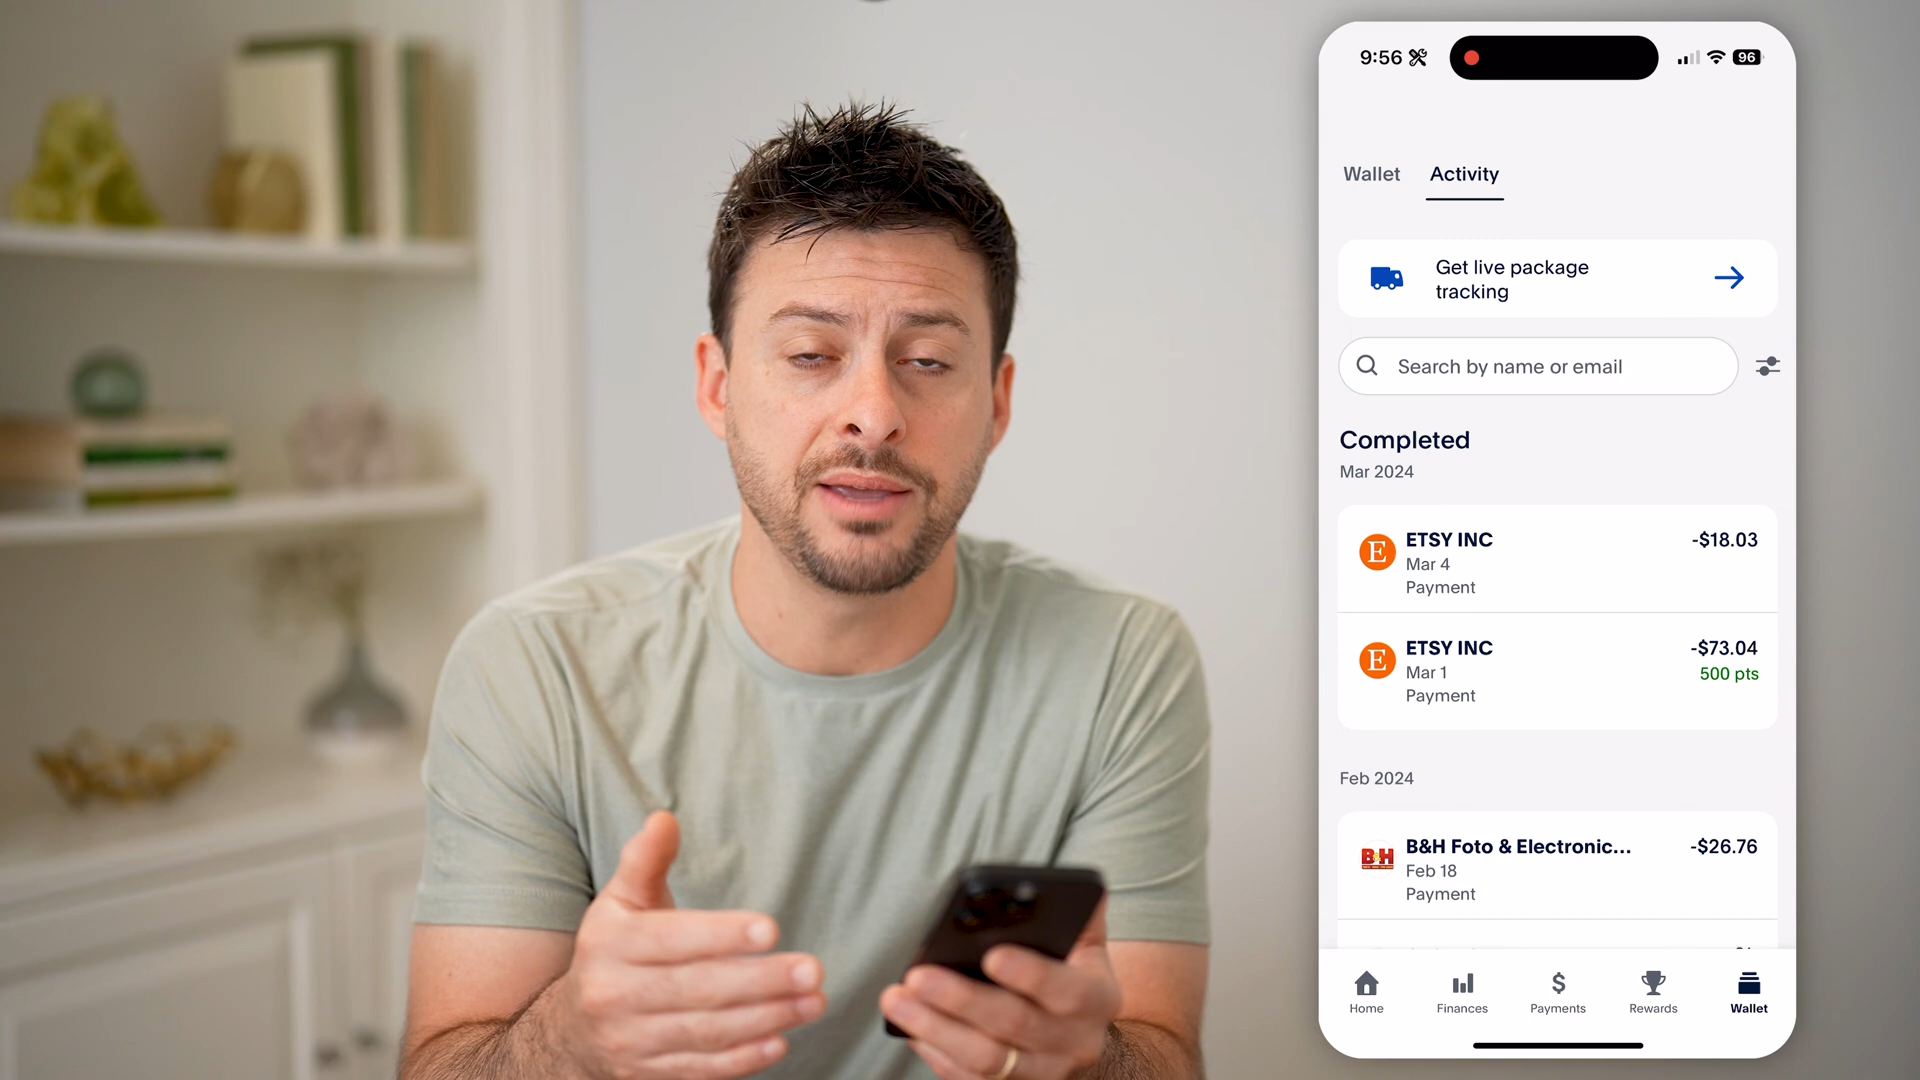 9:56
96
Wallet Activity
Get live package
tracking
Search by name or email
Completed
Mar 2024
E
ETSY INC -$18.03
Mar 4
Payment
E
ETSY INC -$73.04
Mar 1 500 pts
Payment
Feb 2024
B&H
B&H Foto & Electronic... -$26.76
Feb 18
Payment
Home Finances Payments Rewards Wallet